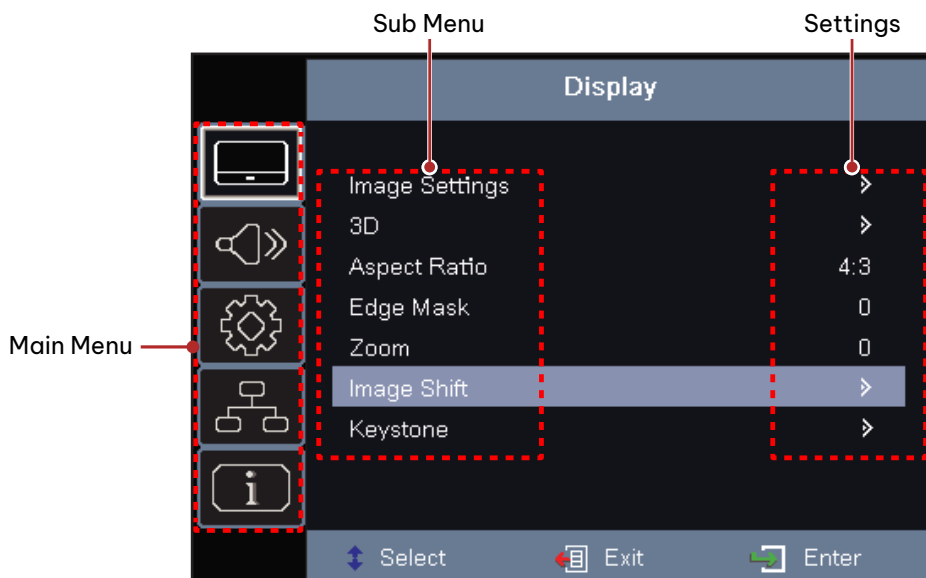 Sub Menu Settings
Display
Image Settings
3D
Aspect Ratio 4:3
Edge Mask 0
Zoom 0
Main Menu
Image Shift
Keystone
i
Select Exit Enter